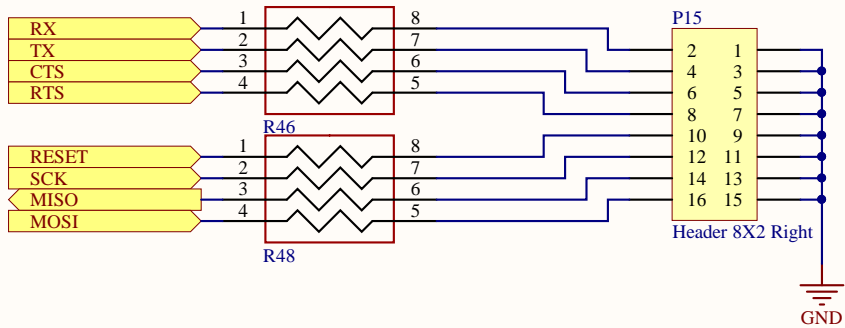 P15
RX 1 8
TX 2 7 2 1
CTS 3 6 4 3
RTS 4 5 6 5
8 7
R46 10 9
RESET 1 8 12 11
SCK 2 7 14 13
MISO 3 6 16 15
MOSI 4 5
Header 8X2 Right
R48
GND